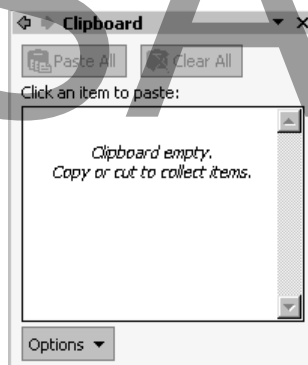 Clipboard
Paste All Clear All
Click an item to paste:
Clipboard empty.
Copy or cut to collect items.
Options